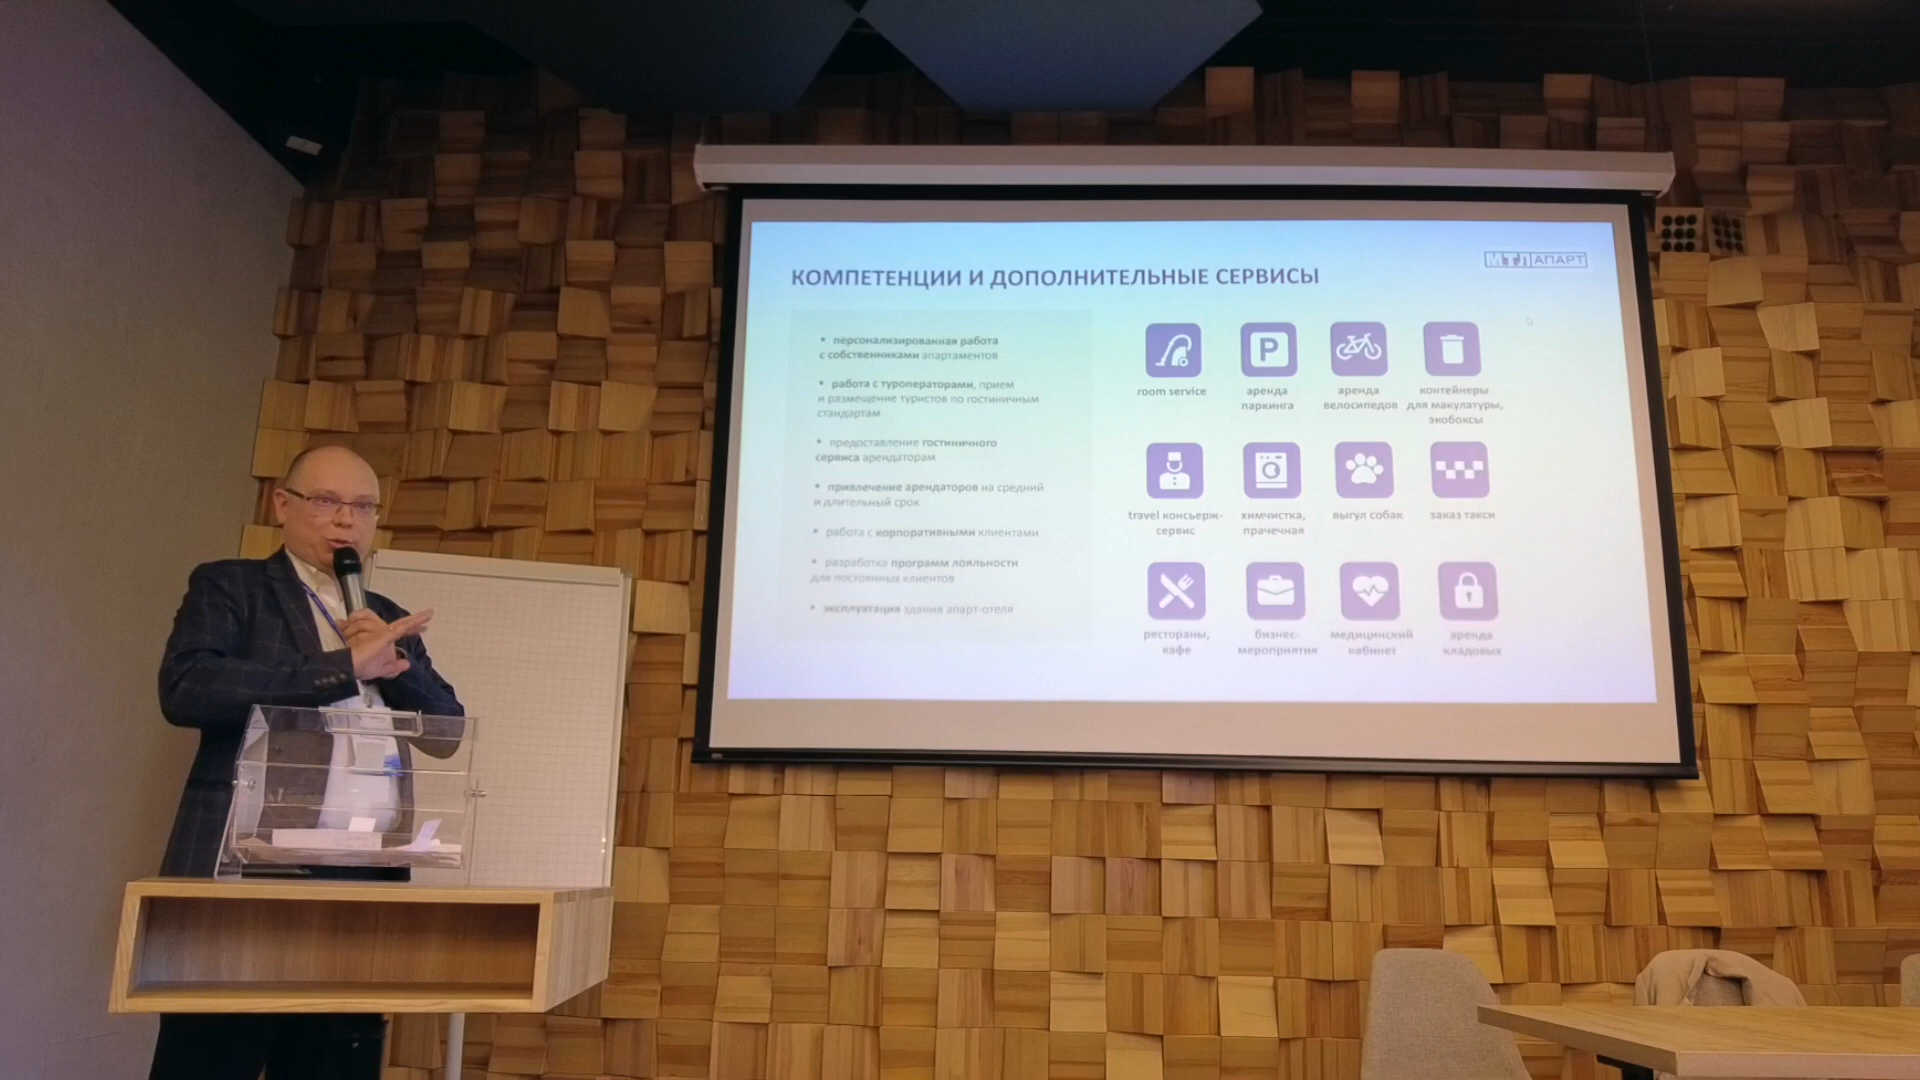 КОМПЕТЕНЦИИ И ДОПОЛНИТЕЛЬНЫЕ СЕРВИСЫ
МТЛ АПАРТ
• персонализированная работа
с собственниками апартаментов
• работа с туроператорами, прием
и размещение туристов по гостиничным
стандартам
• предоставление гостиничного
сервиса арендаторам
• привлечение арендаторов на средний
и длительный срок
• работа с корпоративными клиентами
• разработка программ лояльности
для постоянных клиентов
• эксплуатация здания апарт-отеля
room service
аренда
паркинга
аренда
велосипедов
контейнеры
для макулатуры,
экобоксы
travel консьерж-
сервис
химчистка,
прачечная
выгул собак
заказ такси
рестораны,
кафе
бизнес-
мероприятия
медицинский
кабинет
аренда
кладовых